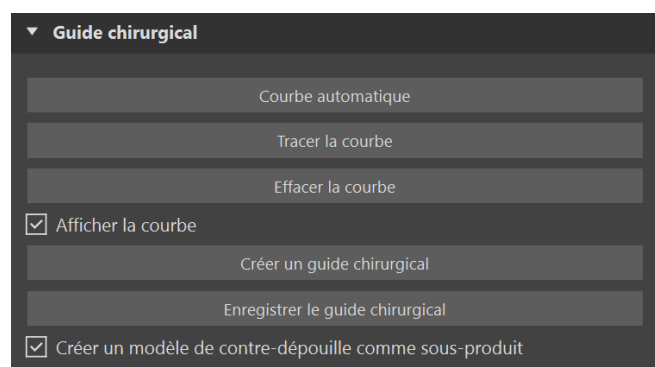 Guide chirurgical
Courbe automatique
Tracer la courbe
Effacer la courbe
Afficher la courbe
Créer un guide chirurgical
Enregistrer le guide chirurgical
Créer un modèle de contre-dépouille comme sous-produit